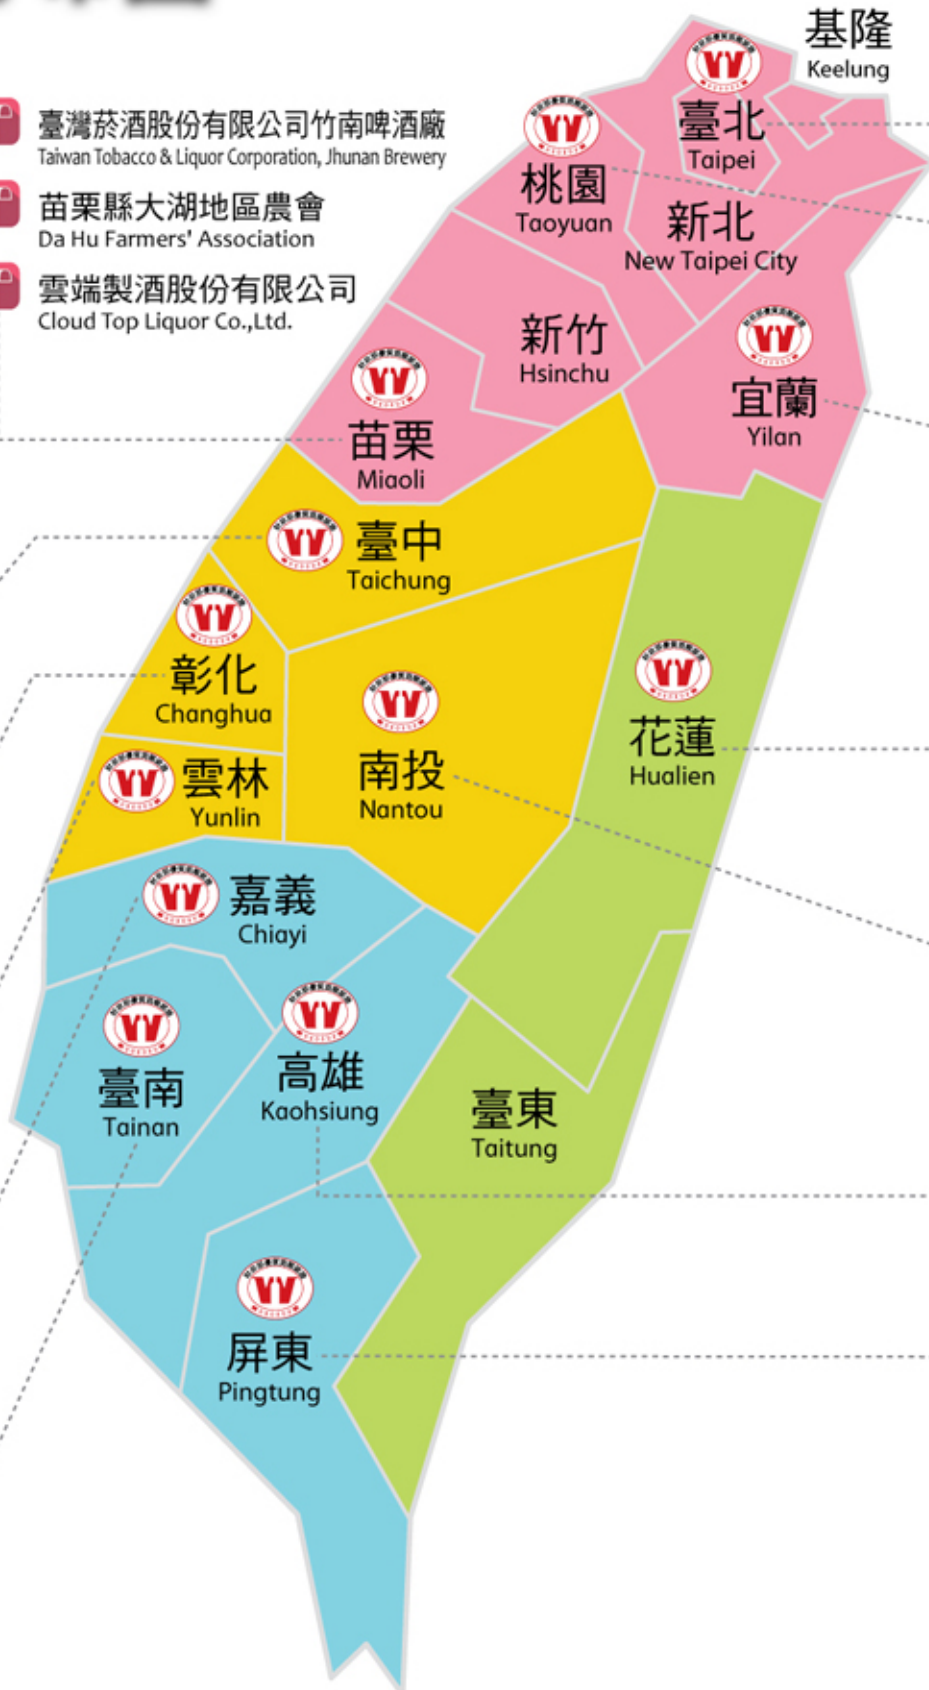 臺灣菸酒股份有限公司竹南啤酒廠
Taiwan Tobacco & Liquor Corporation, Jhunan Brewery
苗栗縣大湖地區農會
Da Hu Farmers' Association
雲端製酒股份有限公司
Cloud Top Liquor Co.,Ltd.
基隆
Keelung
臺北
Taipei
桃園
Taoyuan
新北
New Taipei City
新竹
Hsinchu
宜蘭
Yilan
苗栗
Miaoli
臺中
Taichung
彰化
Changhua
花蓮
Hualien
南投
Nantou
雲林
Yunlin
嘉義
Chiayi
高雄
Kaohsiung
臺南
Tainan
臺東
Taitung
屏東
Pingtung